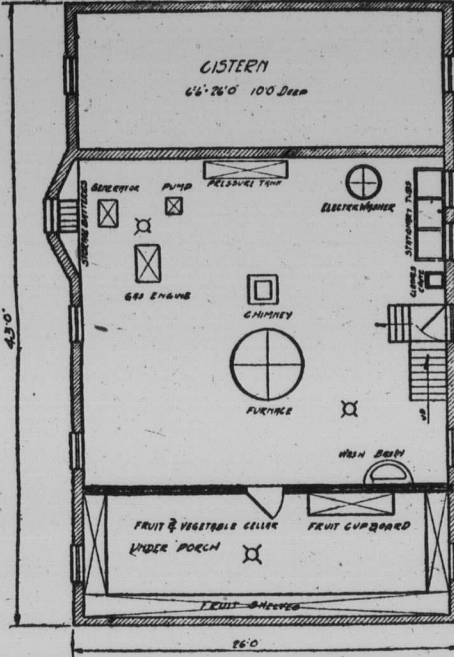 CISTERN
6'6" - 26'0 10'0 DEEP
GENERATOR
PUMP
PRESSURE TANK
ELECTRIC WASHER
STATIONARY TUBS
STORAGE BATTERIES
GAS ENGINE
CLOTHES
CHIMNEY
43'-0"
FURNACE
UP
WASH BASIN
FRUIT & VEGETABLE CELLAR
FRUIT CUPBOARD
UNDER PORCH
FRUIT SHELVES
26'0